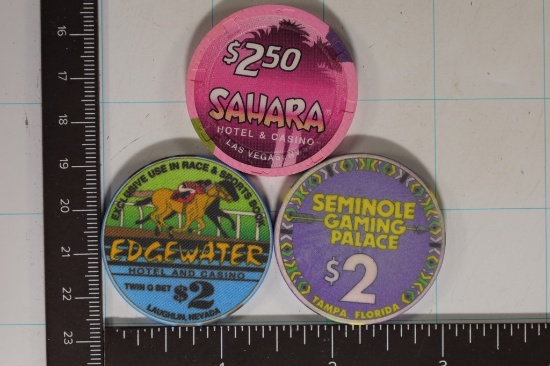 $2.50
SAHARA
HOTEL & CASINO
LAS VEGAS, NV
EXCLUSIVE USE IN RACE & SPORTS BOOK
EDGEWATER
HOTEL AND CASINO
TWIN Q BET $2
LAUGHLIN, NEVADA
SEMINOLE
GAMING
PALACE
$2
TAMPA FLORIDA
16
17
18
19
20
21
22
23
1
2
3